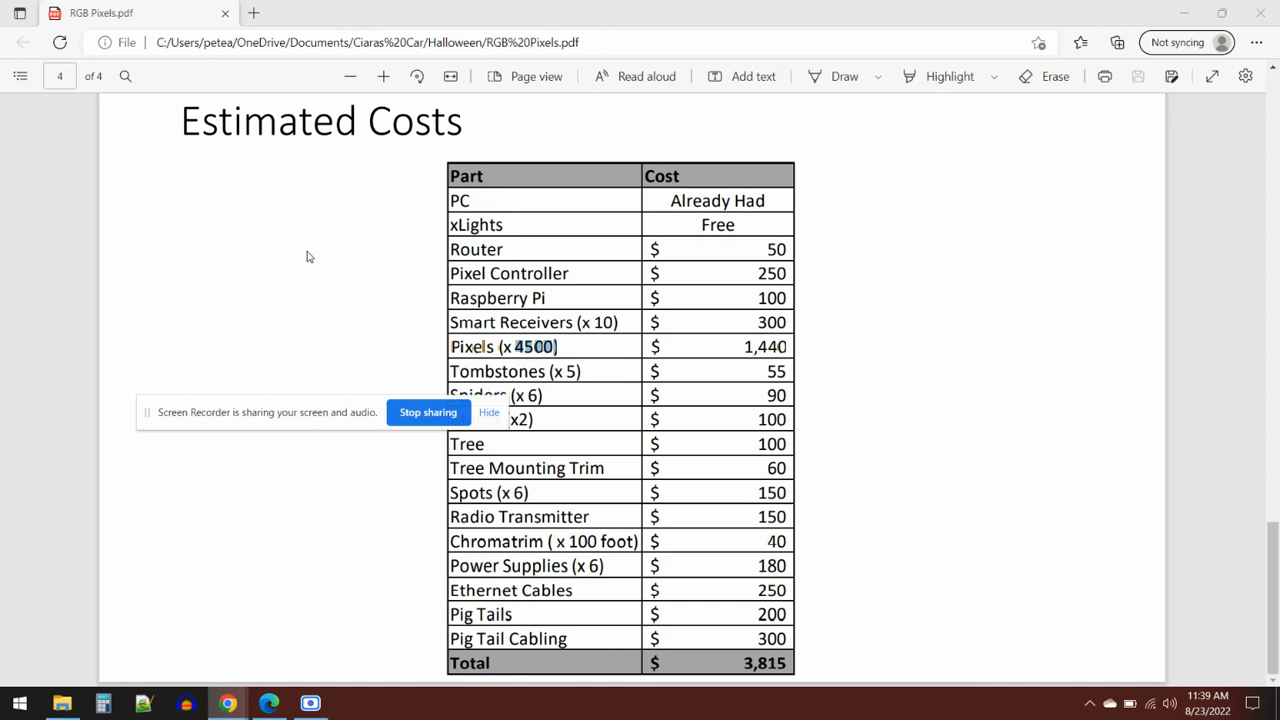 RGB Pixels.pdf
File
C:/Users/petea/OneDrive/Documents/Ciaras%20Car/Halloween/RGB%20Pixels.pdf
Not syncing
4 of 4
Page view
Read aloud
Add text
Draw
Highlight
Erase
Estimated Costs
Part Cost
PC Already Had
xLights Free
Router $ 50
Pixel Controller $ 250
Raspberry Pi $ 100
Smart Receivers (x 10) $ 300
Pixels (x 4500) $ 1,440
Tombstones (x 5) $ 55
Spiders (x 6) $ 90
Screen Recorder is sharing your screen and audio. Stop sharing Hide
x2) $ 100
Tree $ 100
Tree Mounting Trim $ 60
Spots (x 6) $ 150
Radio Transmitter $ 150
Chromatrim ( x 100 foot) $ 40
Power Supplies (x 6) $ 180
Ethernet Cables $ 250
Pig Tails $ 200
Pig Tail Cabling $ 300
Total $ 3,815
11:39 AM
8/23/2022